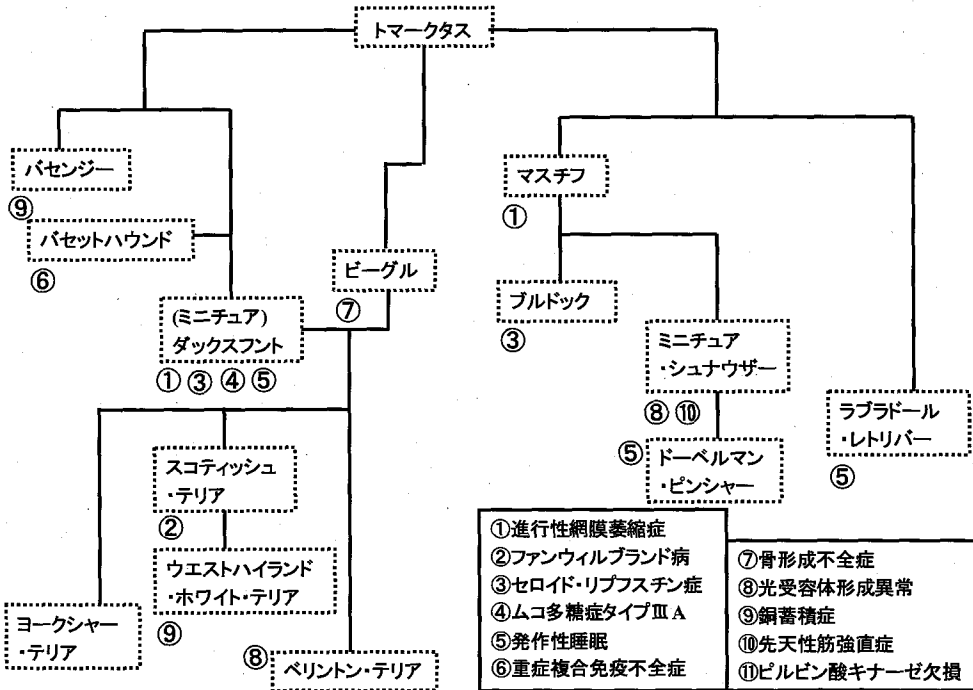 トマークタス
バセンジー
⑨
バセットハウンド
⑥
(ミニチュア)
ダックスフント
① ③ ④ ⑤
ビーグル
⑦
マスチフ
①
ブルドック
③
ミニチュア
・シュナウザー
⑧ ⑩
⑤
ドーベルマン
・ピンシャー
ラブラドール
・レトリバー
⑤
スコティッシュ
・テリア
②
ウエストハイランド
・ホワイト・テリア
⑨
ヨークシャー
・テリア
⑧
ベリントン・テリア
①進行性網膜萎縮症
②ファンウィルブランド病
③セロイド・リプフスチン症
④ムコ多糖症タイプⅢA
⑤発作性睡眠
⑥重症複合免疫不全症
⑦骨形成不全症
⑧光受容体形成異常
⑨銅蓄積症
⑩先天性筋強直症
⑪ピルビン酸キナーゼ欠損